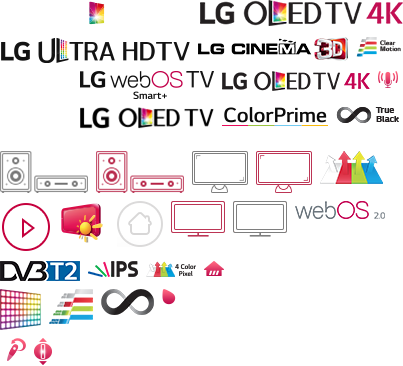 LG OLED TV 4K
LG ULTRA HDTV LG CINEMA 3D Clear Motion
LG webOS TV Smart+ LG OLED TV 4K
LG OLED TV ColorPrime True Black
webOS 2.0
DVB T2 IPS 4 Color Pixel